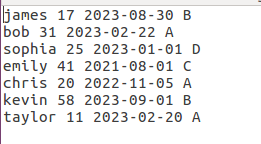 james 17 2023-08-30 B
bob 31 2023-02-22 A
sophia 25 2023-01-01 D
emily 41 2021-08-01 C
chris 20 2022-11-05 A
kevin 58 2023-09-01 B
taylor 11 2023-02-20 A